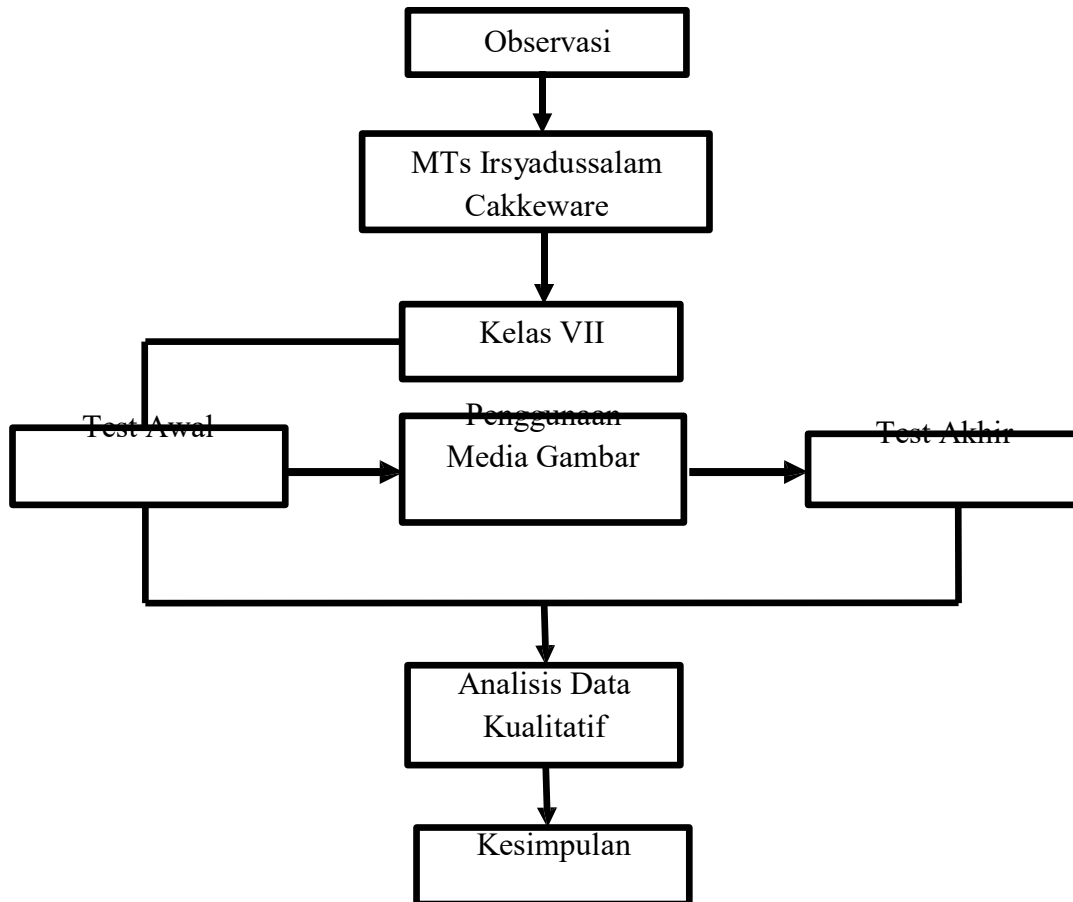 Observasi
MTs Irsyadussalam
Cakkeware
Kelas VII
Test Awal
Penggunaan
Media Gambar
Test Akhir
Analisis Data
Kualitatif
Kesimpulan